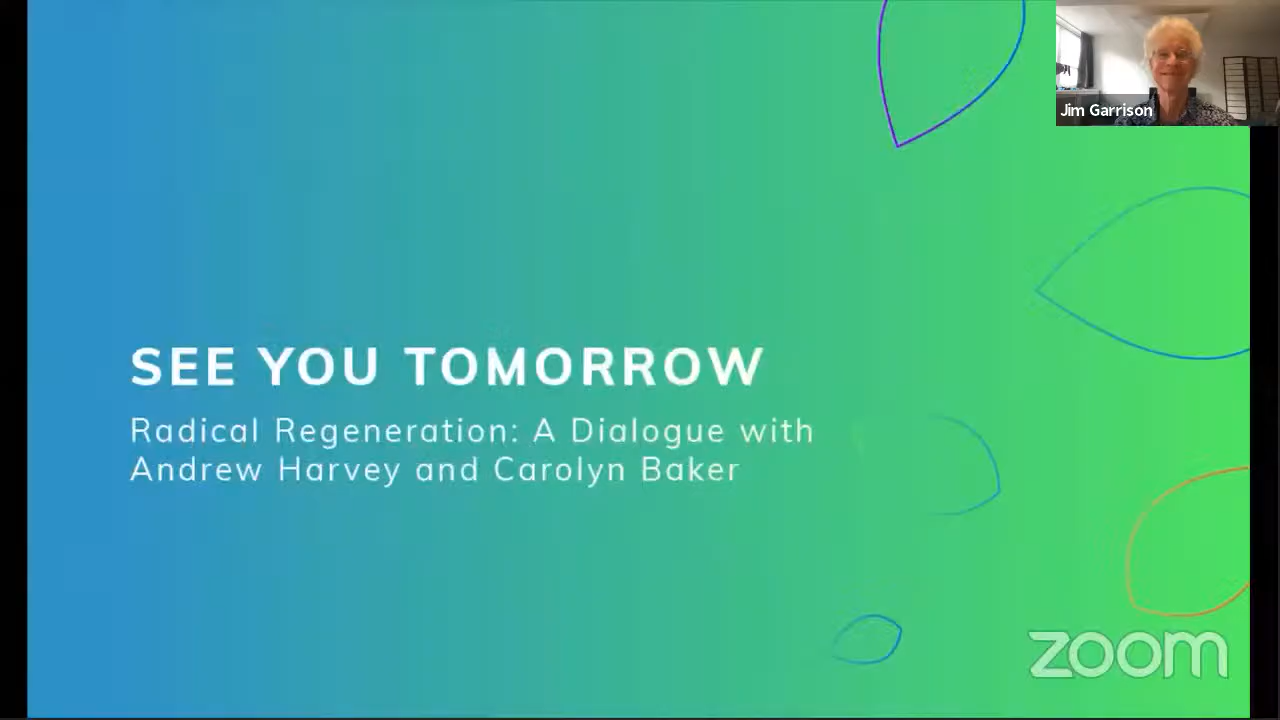 Jim Garrison
SEE YOU TOMORROW
Radical Regeneration: A Dialogue with
Andrew Harvey and Carolyn Baker
zoom